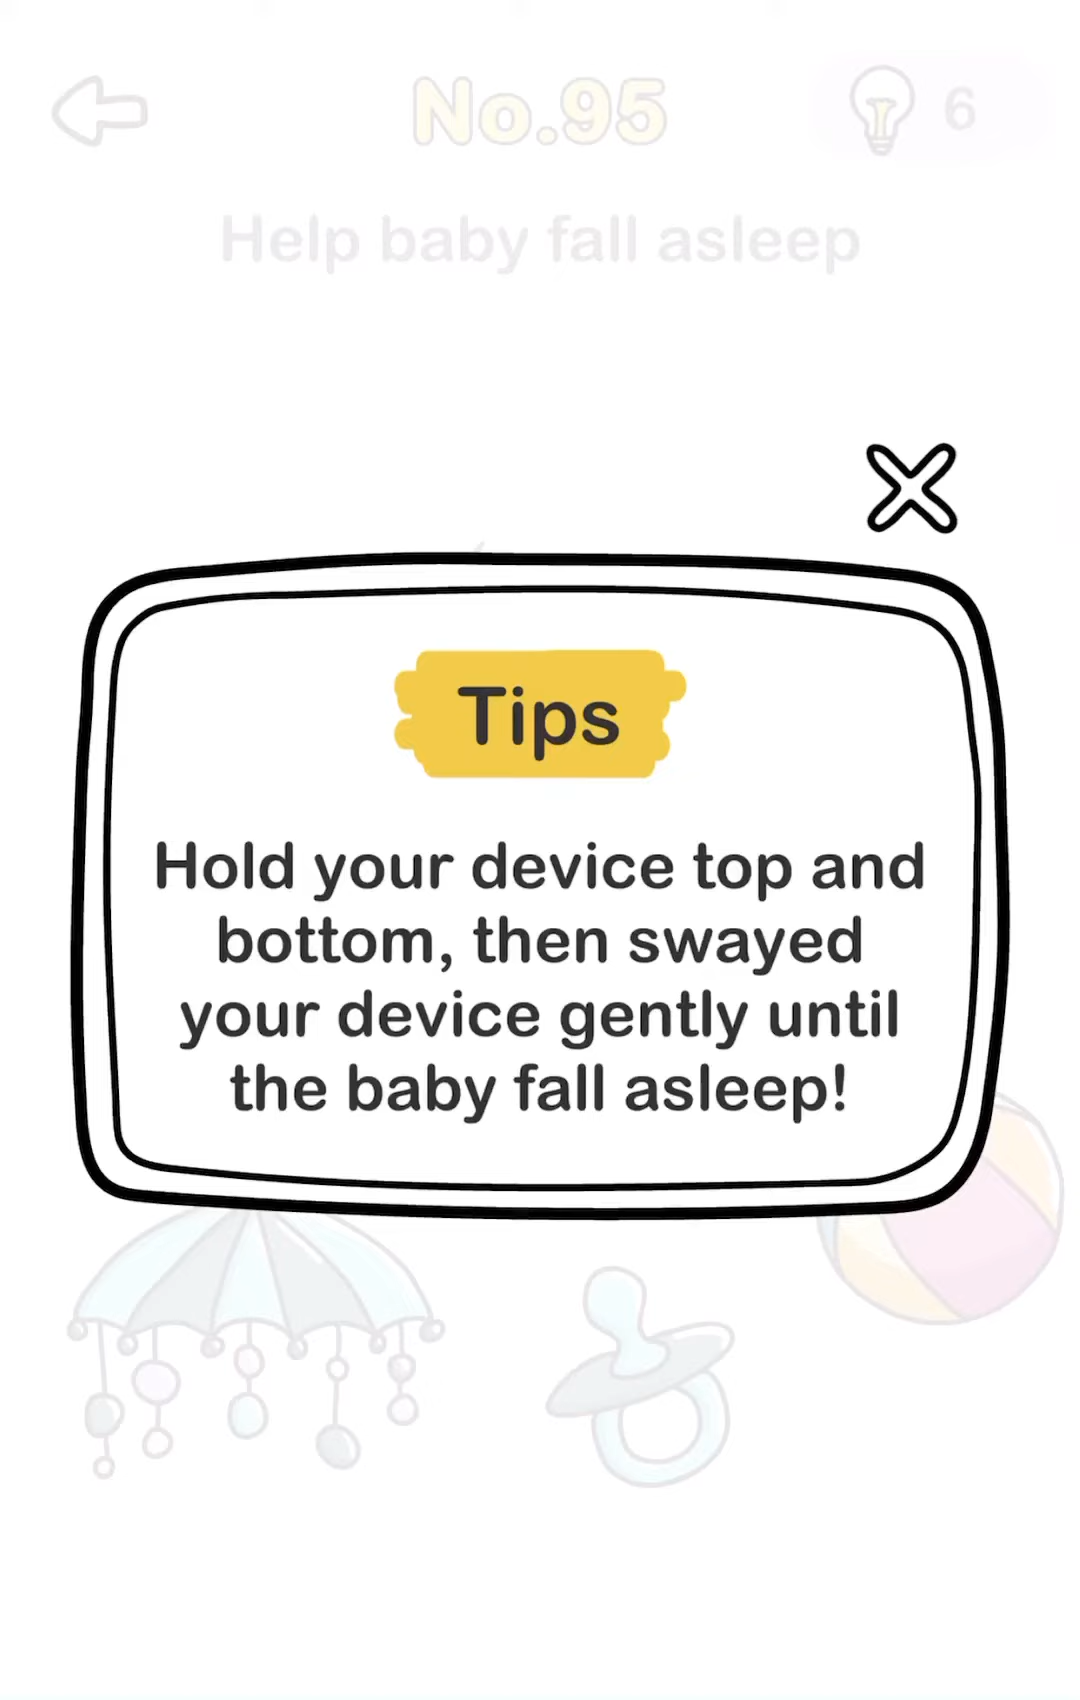 No.95
6
Help baby fall asleep
Tips
Hold your device top and
bottom, then swayed
your device gently until
the baby fall asleep!